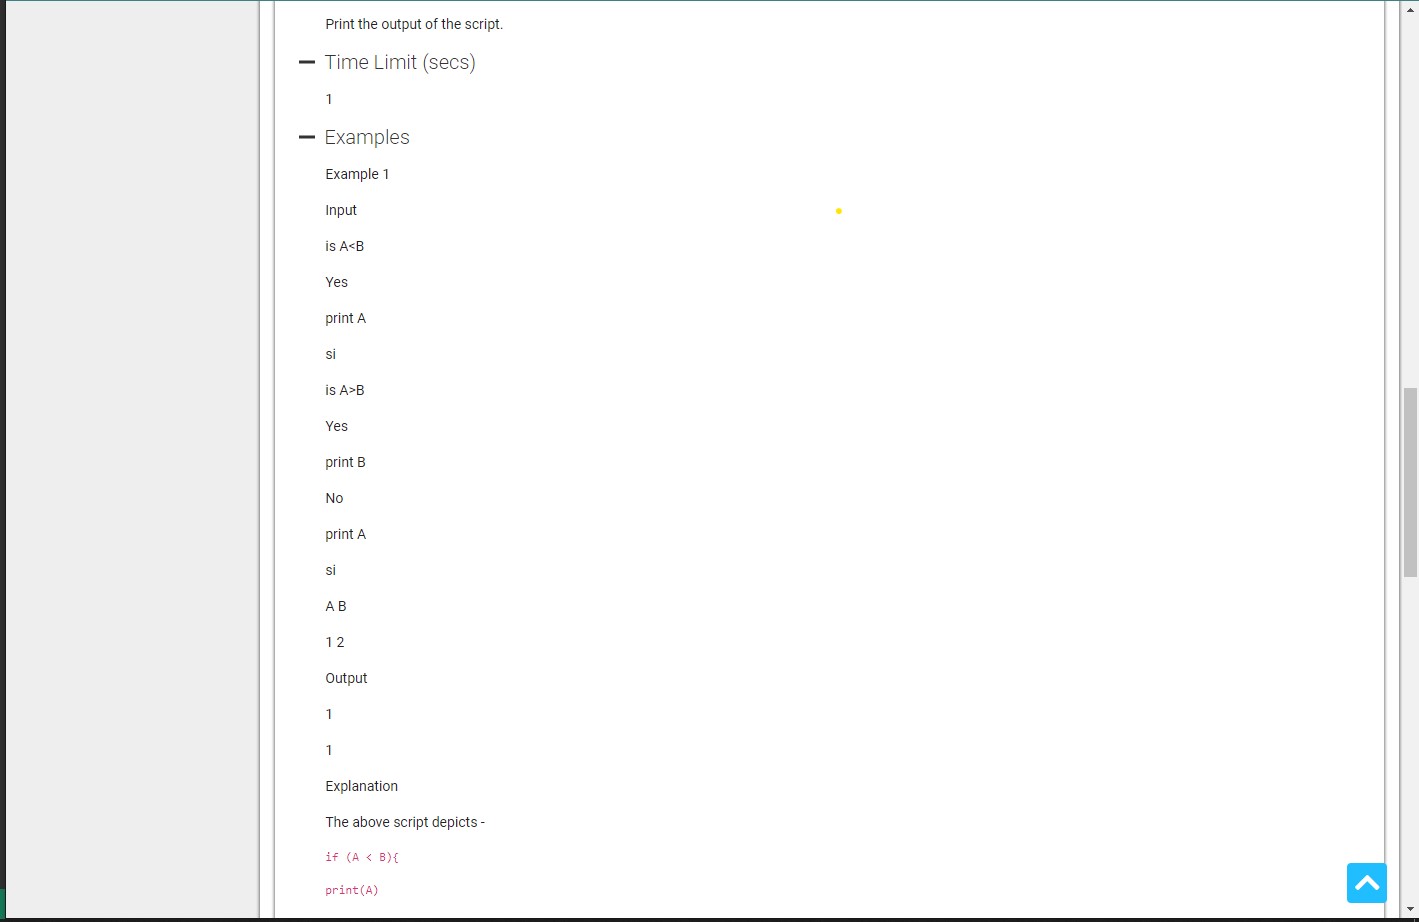 Print the output of the script.
Time Limit (secs)
1
Examples
Example 1
Input
is A<B
Yes
print A
si
is A>B
Yes
print B
No
print A
si
A B
1 2
Output
1
1
Explanation
The above script depicts -
if (A < B){
print(A)